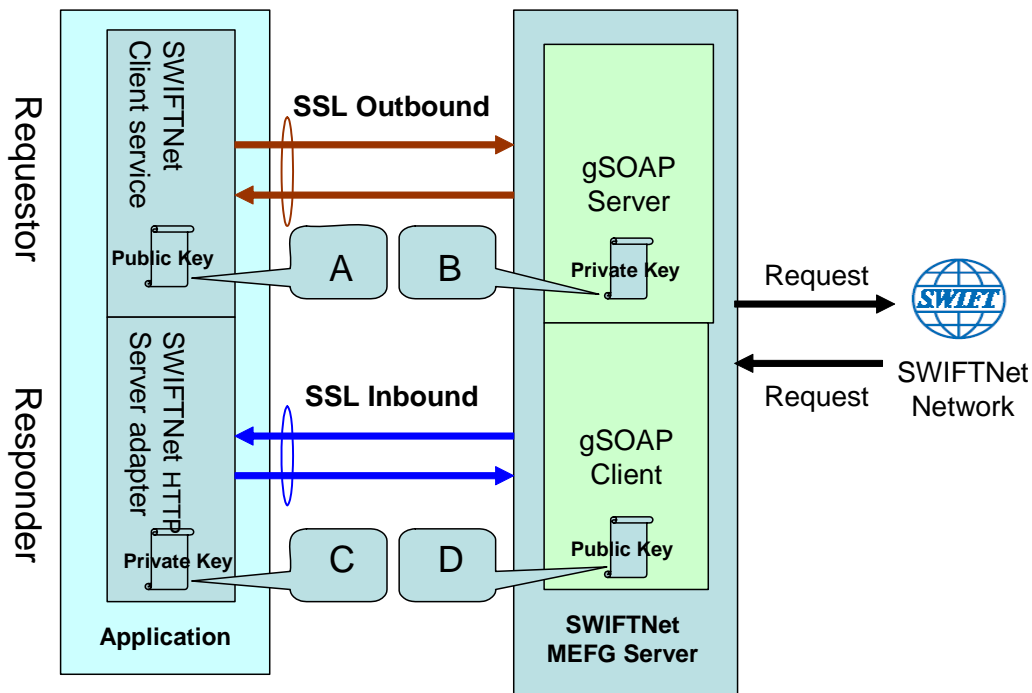 Requestor
SWIFTNet
Client service
Public Key
SSL Outbound
A
B
gSOAP
Server
Private Key
Request
SWIFT
Request
SWIFTNet
Network
Responder
SWIFTNet HTTP
Server adapter
Private Key
SSL Inbound
C
D
gSOAP
Client
Public Key
Application
SWIFTNet
MEFG Server